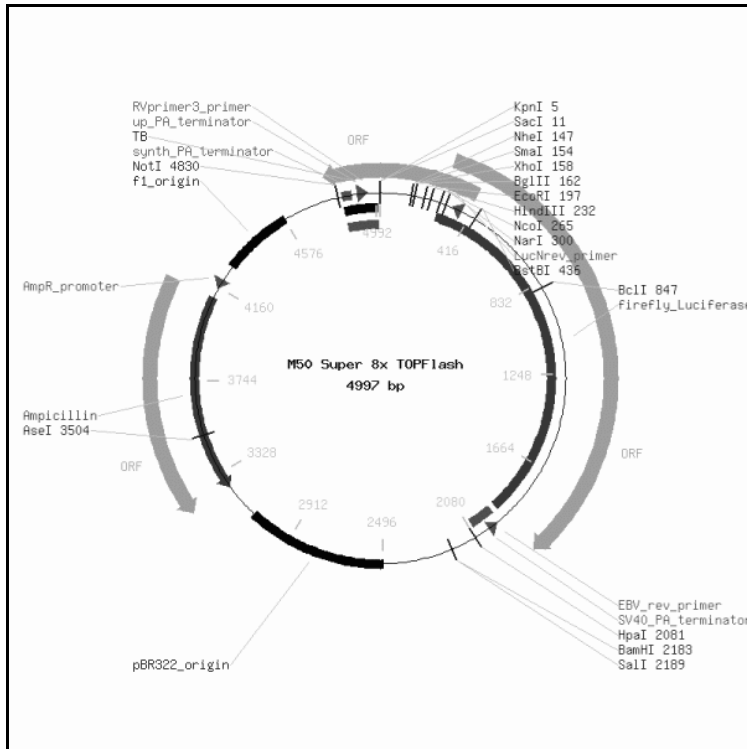 RVprimer3_primer
up_PA_terminator
TB
synth_PA_terminator
NotI 4830
f1_origin
ORF
KpnI 5
SacI 11
NheI 147
SmaI 154
XhoI 158
BglII 162
EcoRI 197
HindIII 232
NcoI 265
NarI 300
LucNrev_primer
BstBI 436
4992
416
4576
AmpR_promoter
4160
832
BclI 847
firefly_Luciferase
M50 Super 8x TOPFlash
4997 bp
3744
1248
Ampicillin
AseI 3504
ORF
3328
1664
ORF
2912
2496
2080
pBR322_origin
EBV_rev_primer
SV40_PA_terminator
HpaI 2081
BamHI 2183
SalI 2189